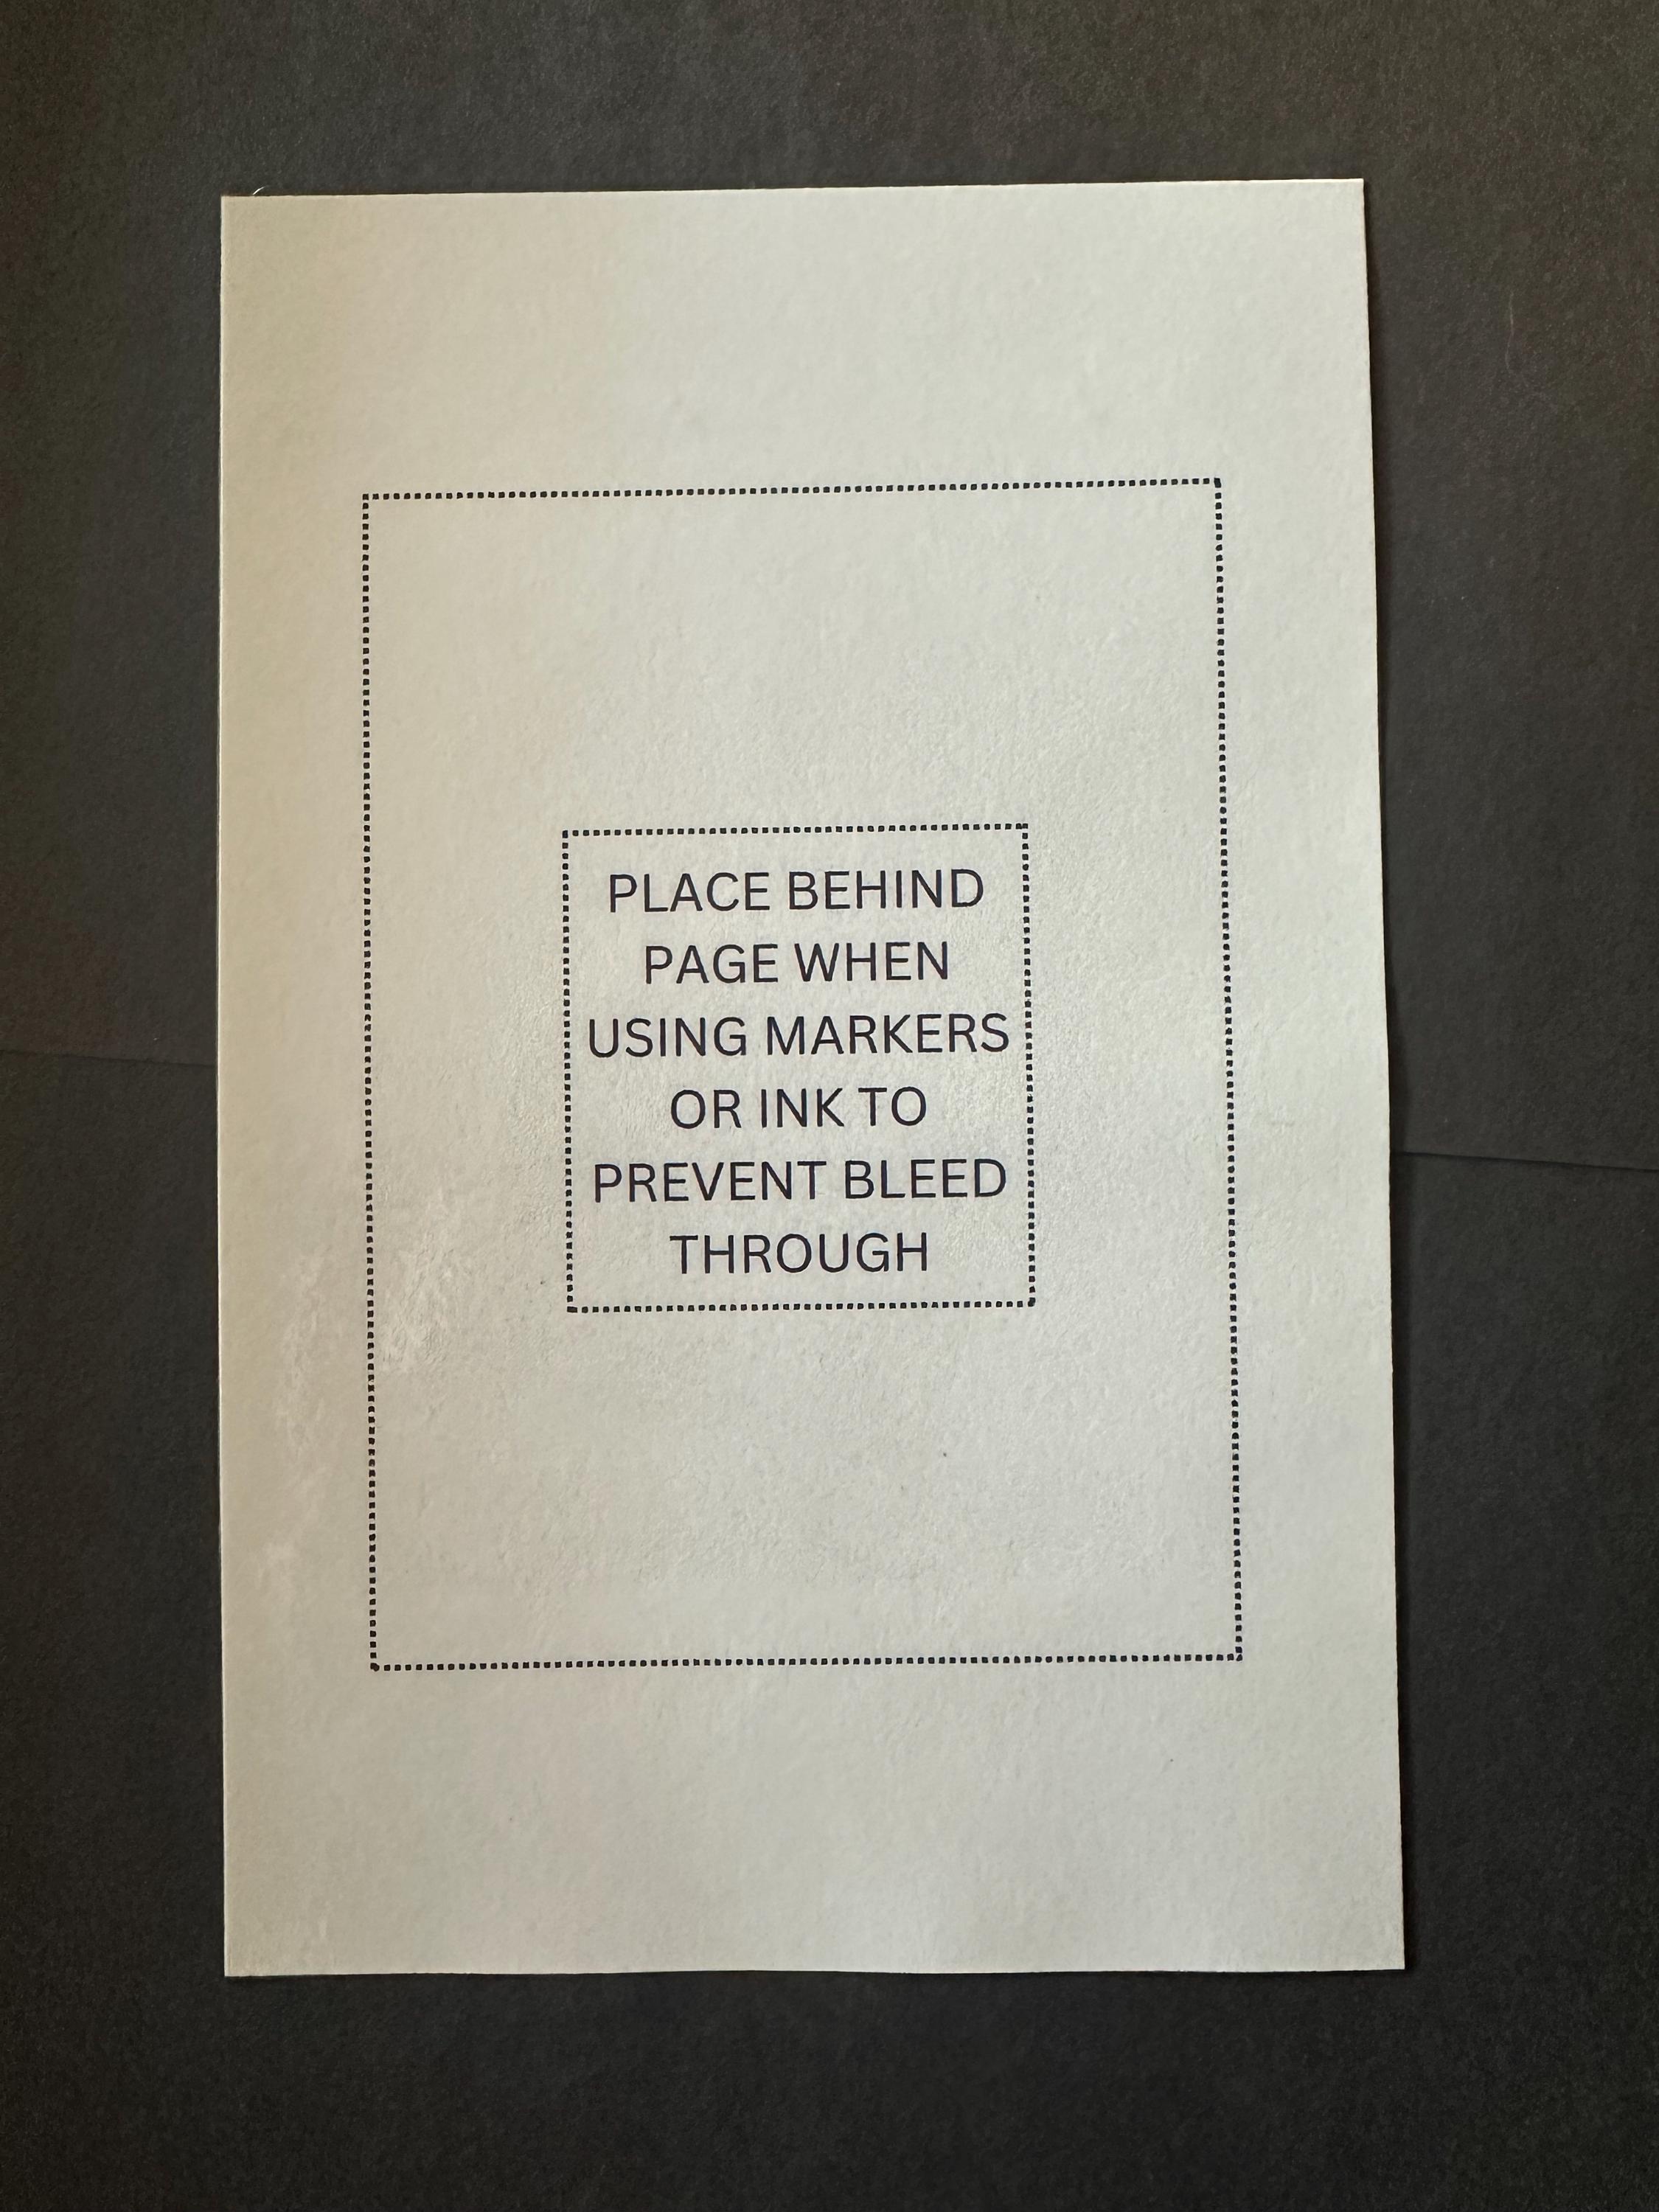 PLACE BEHIND
PAGE WHEN
USING MARKERS
OR INK TO
PREVENT BLEED
THROUGH